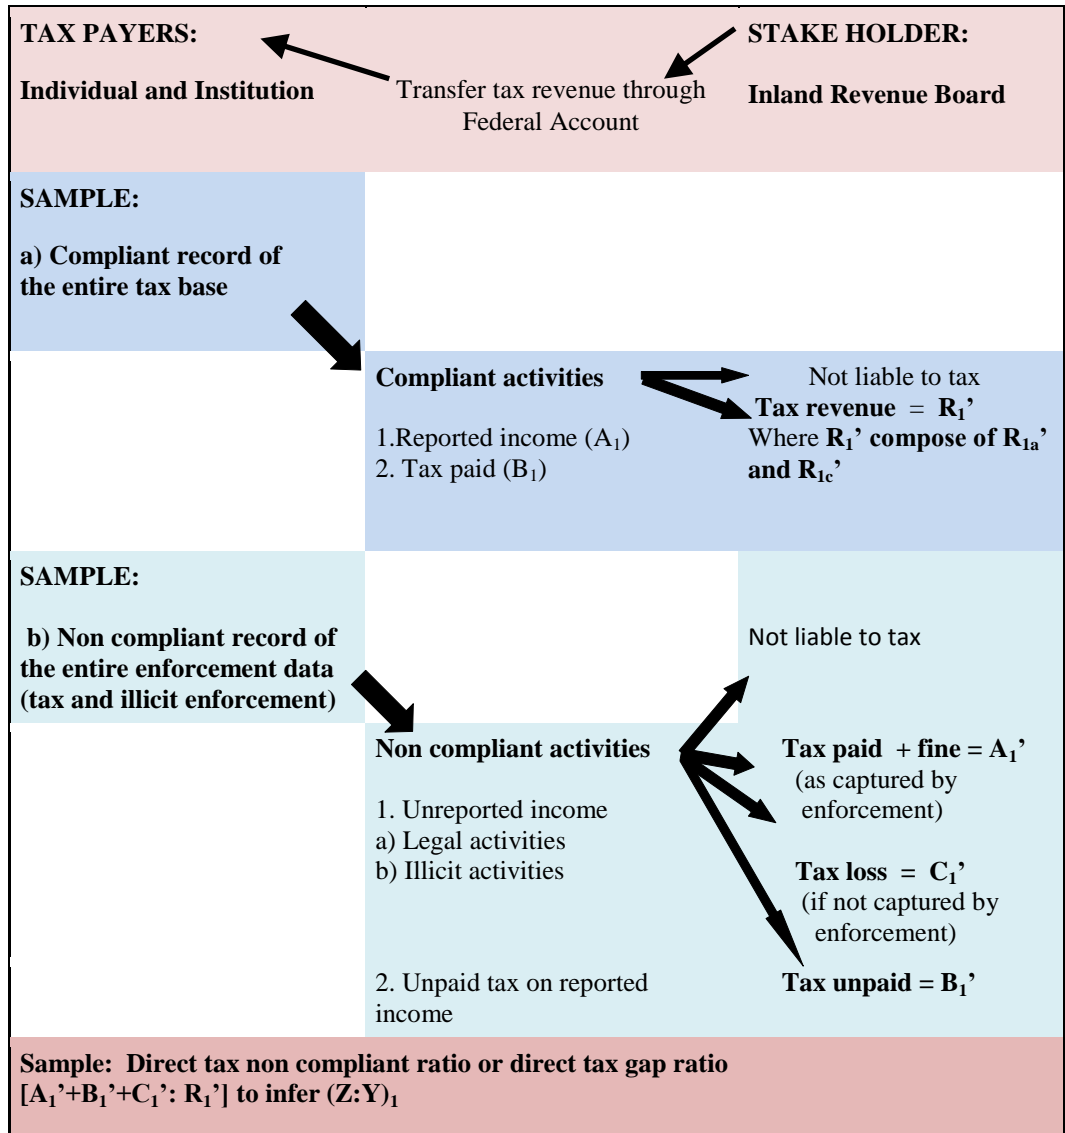 TAX PAYERS:
Individual and Institution
Transfer tax revenue through
Federal Account
STAKE HOLDER:
Inland Revenue Board
SAMPLE:
a) Compliant record of
the entire tax base
Compliant activities
1.Reported income (A₁)
2. Tax paid (B₁)
Not liable to tax
Tax revenue = R₁’
Where R₁’ compose of R₁ₐ’
and R₁c’
SAMPLE:
b) Non compliant record of
the entire enforcement data
(tax and illicit enforcement)
Non compliant activities
1. Unreported income
a) Legal activities
b) Illicit activities
2. Unpaid tax on reported
income
Not liable to tax
Tax paid + fine = A₁’
(as captured by
enforcement)
Tax loss = C₁’
(if not captured by
enforcement)
Tax unpaid = B₁’
Sample: Direct tax non compliant ratio or direct tax gap ratio
[A₁’+B₁’+C₁’: R₁’] to infer (Z:Y)₁